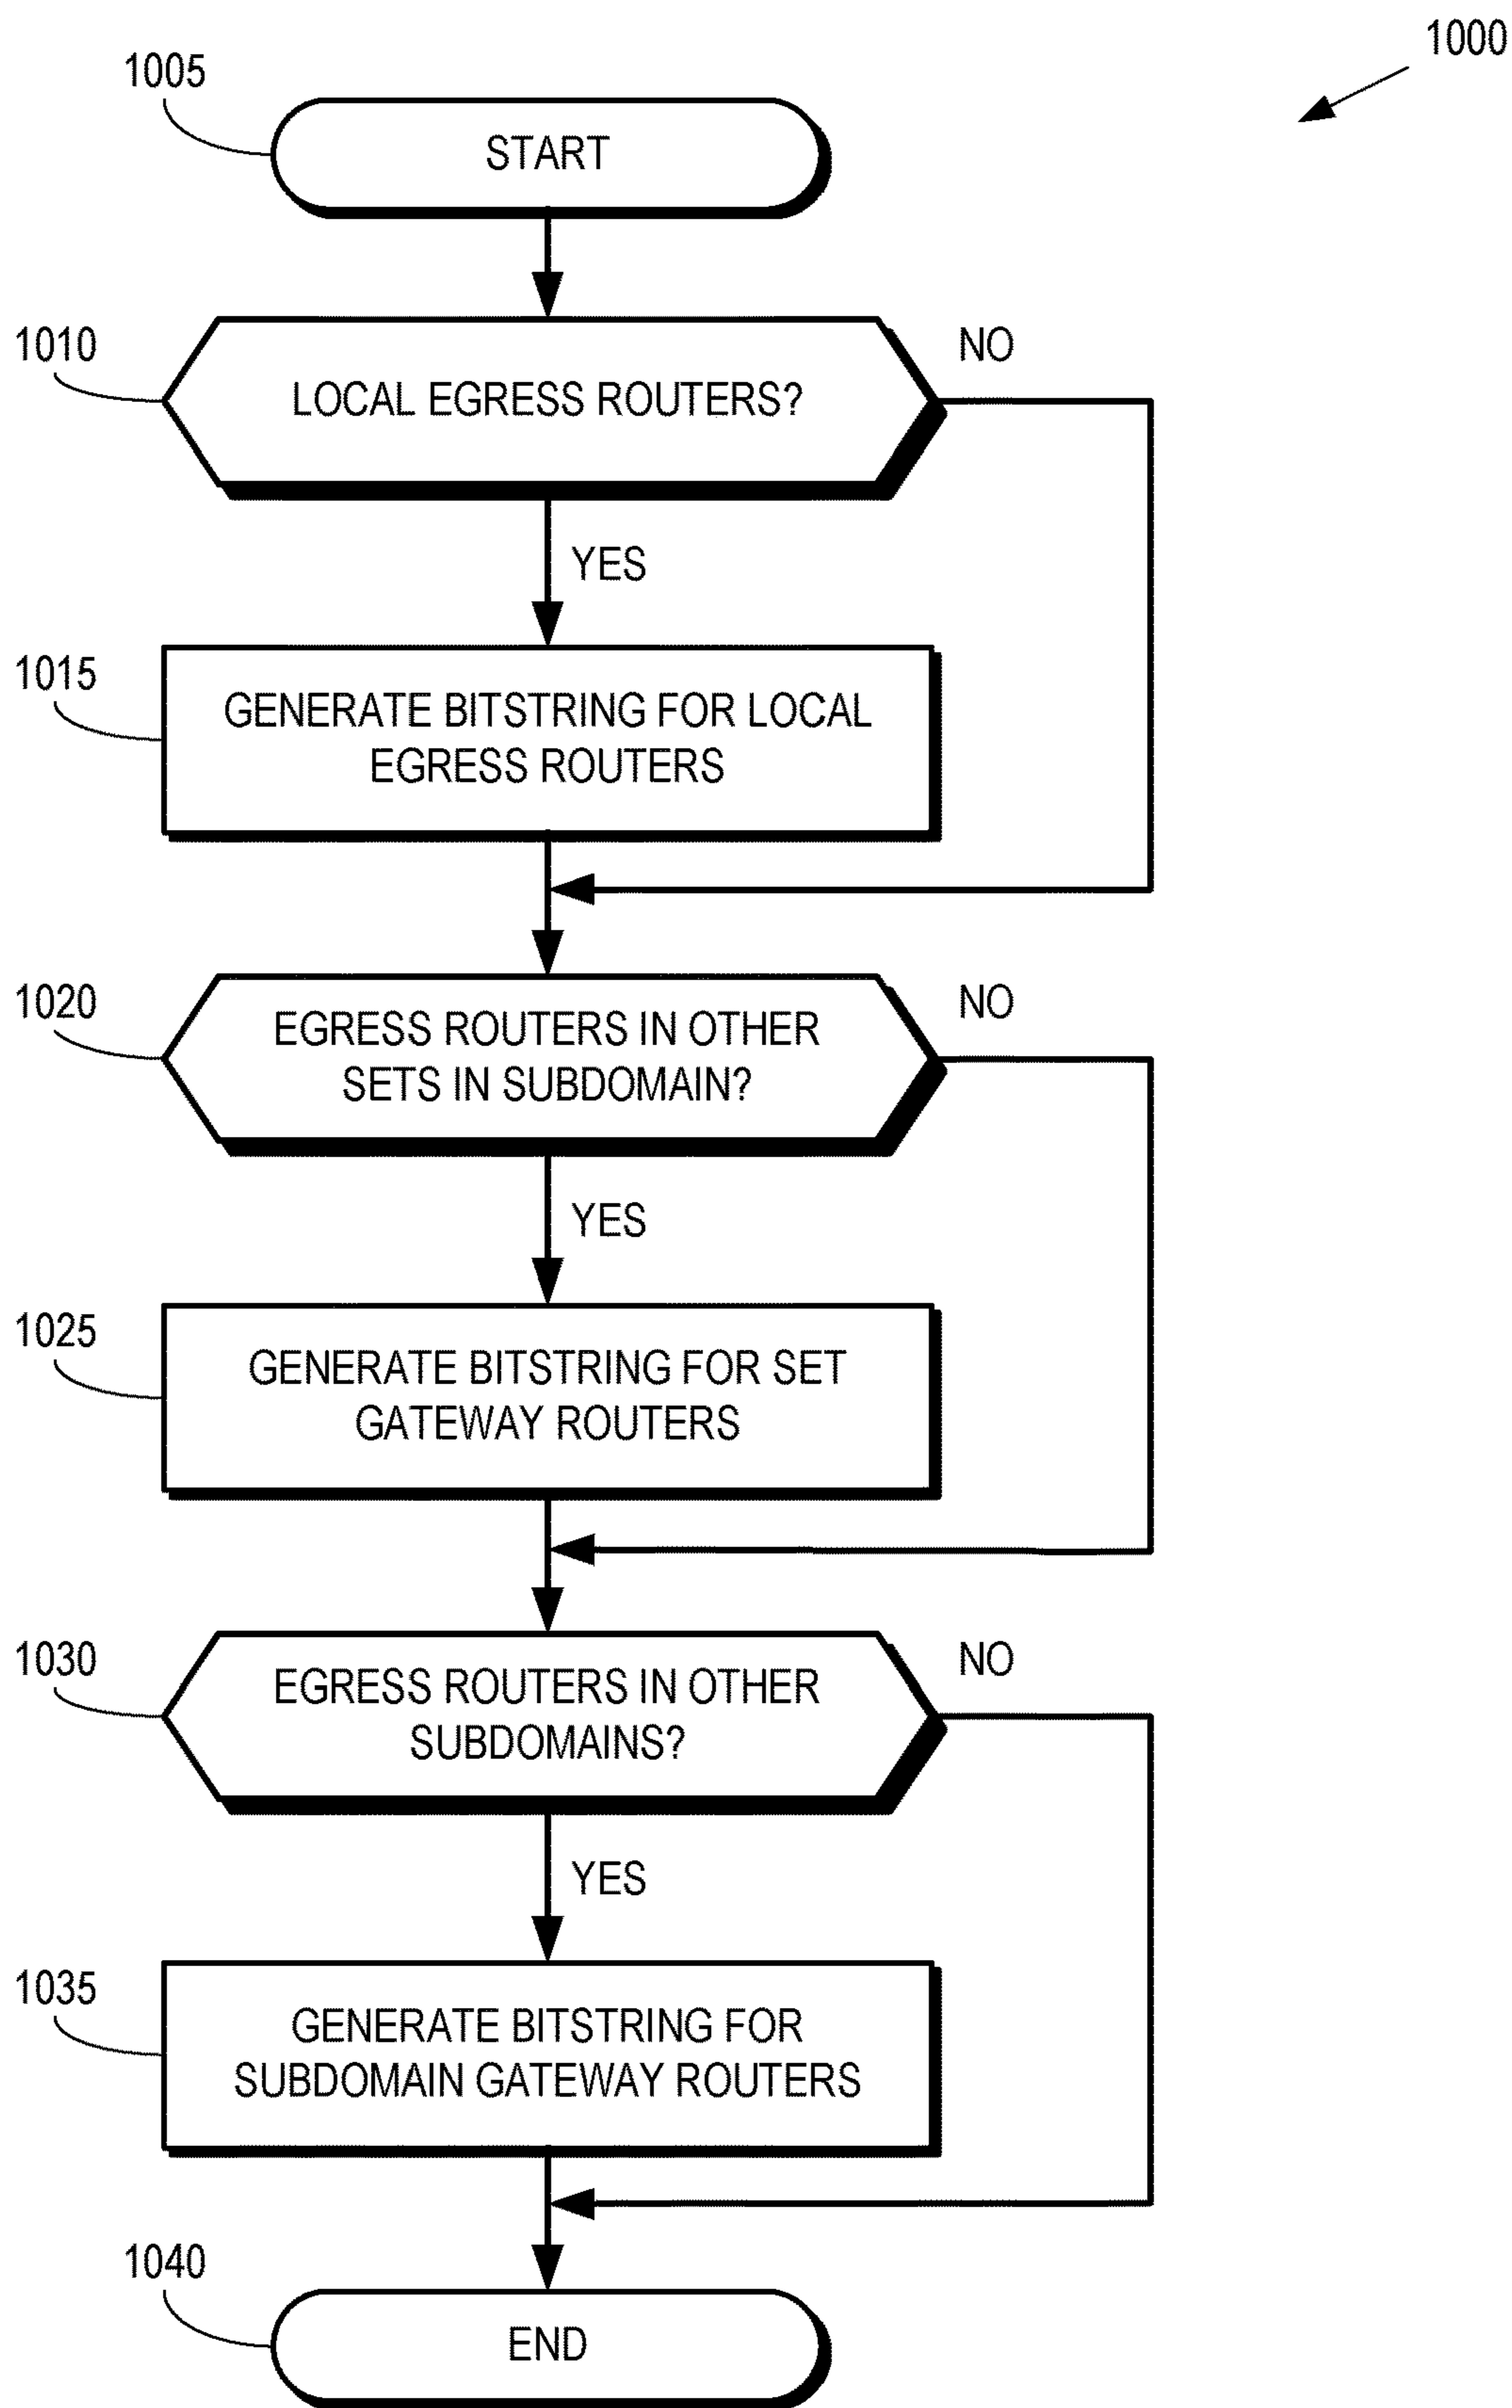 1000
1005
START
1010
LOCAL EGRESS ROUTERS?
NO
YES
1015
GENERATE BITSTRING FOR LOCAL
EGRESS ROUTERS
1020
EGRESS ROUTERS IN OTHER
SETS IN SUBDOMAIN?
NO
YES
1025
GENERATE BITSTRING FOR SET
GATEWAY ROUTERS
1030
EGRESS ROUTERS IN OTHER
SUBDOMAINS?
NO
YES
1035
GENERATE BITSTRING FOR
SUBDOMAIN GATEWAY ROUTERS
1040
END